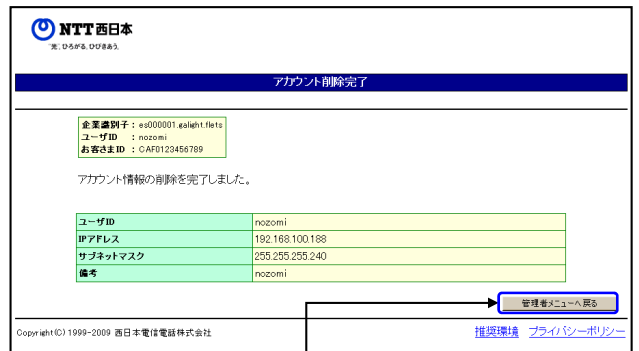 NTT西日本
"光"、ひろがる、ひびきあう。
アカウント削除完了
企業識別子：es000001.galight.flets
ユーザID ：nozomi
お客さまID ：CAF0123456789
アカウント情報の削除を完了しました。
ユーザID nozomi
IPアドレス 192.168.100.188
サブネットマスク 255.255.255.240
備考 nozomi
管理者メニューへ戻る
Copyright(C) 1999-2009 西日本電信電話株式会社 推奨環境 プライバシーポリシー